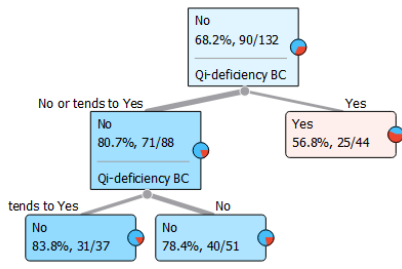 No
68.2%, 90/132
Qi-deficiency BC
No or tends to Yes
Yes
No
80.7%, 71/88
Qi-deficiency BC
Yes
56.8%, 25/44
tends to Yes
No
No
83.8%, 31/37
No
78.4%, 40/51